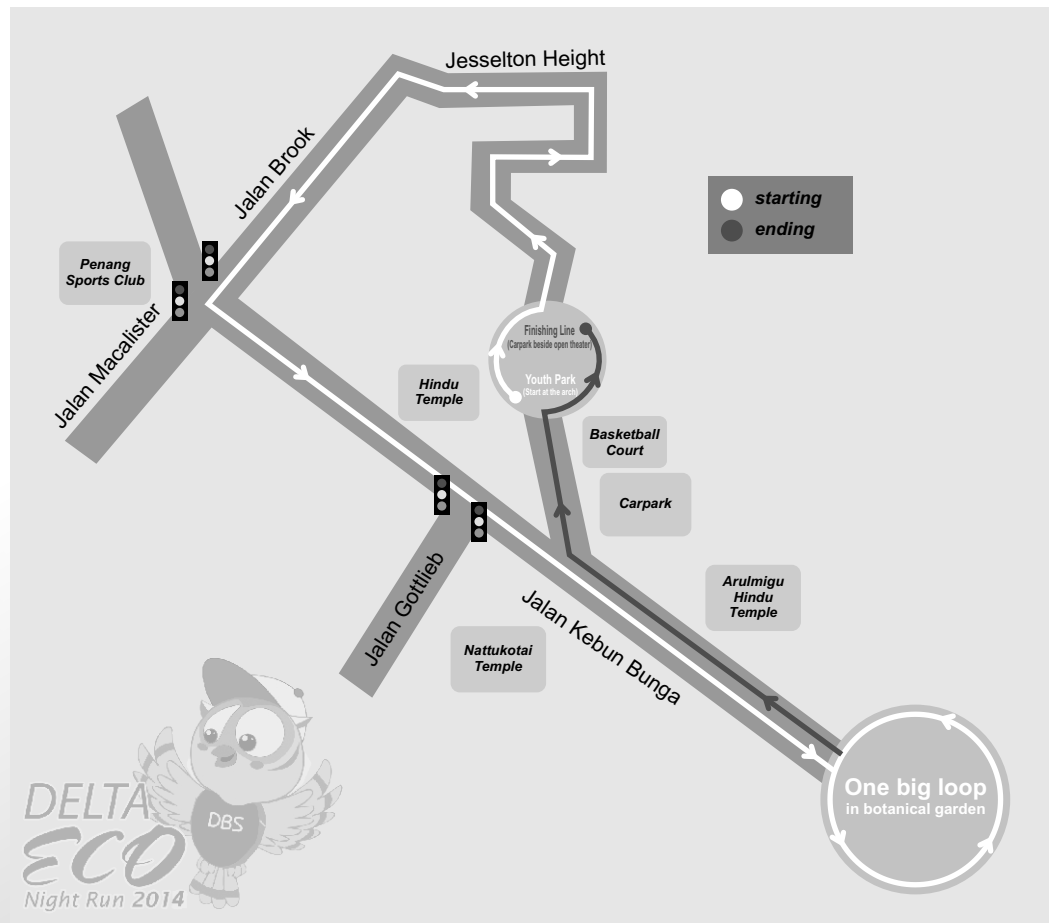 Jesselton Height
Jalan Brook
starting
ending
Penang
Sports Club
Jalan Macalister
Finishing Line
(Carpark beside open theater)
Youth Park
(Start at the arch)
Hindu
Temple
Basketball
Court
Carpark
Jalan Gottlieb
Nattukotai
Temple
Jalan Kebun Bunga
Arulmigu
Hindu
Temple
One big loop
in botanical garden
DBS
DELTA
ECO
Night Run 2014